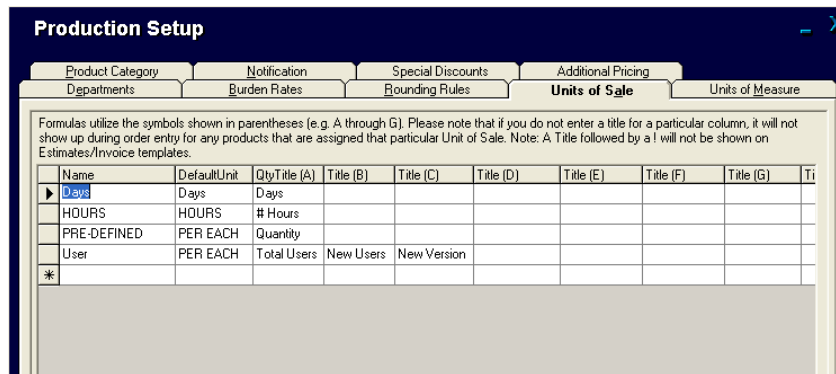 Production Setup
Product Category Notification Special Discounts Additional Pricing
Departments Burden Rates Rounding Rules Units of Sale Units of Measure
Formulas utilize the symbols shown in parentheses (e.g. A through G). Please note that if you do not enter a title for a particular column, it will not
show up during order entry for any products that are assigned that particular Unit of Sale. Note: A Title followed by a ! will not be shown on
Estimates/Invoice templates.
Name DefaultUnit QtyTitle (A) Title (B) Title (C) Title (D) Title (E) Title (F) Title (G) Ti
Days Days Days
HOURS HOURS # Hours
PRE-DEFINED PER EACH Quantity
User PER EACH Total Users New Users New Version